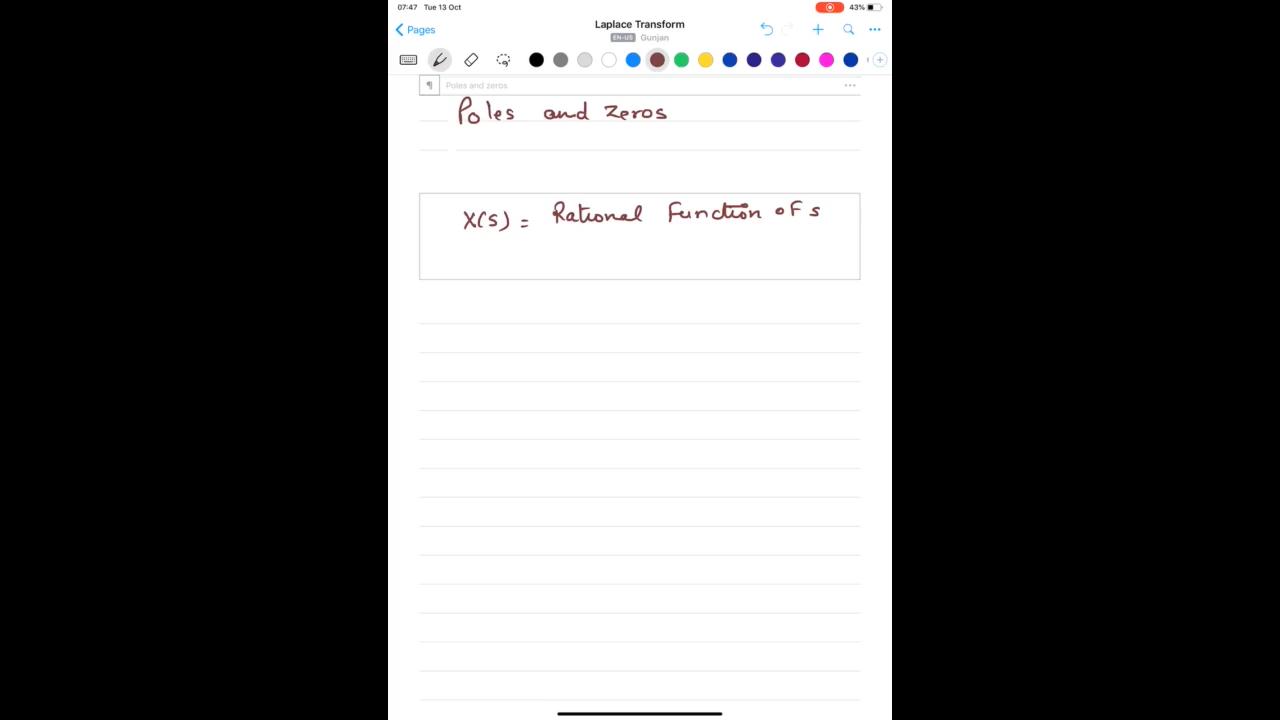 07:47 Tue 13 Oct 43%
Pages
Laplace Transform
EN-US Gunjan
Poles and zeros
Poles and zeros
X(s) = Rational Function of s